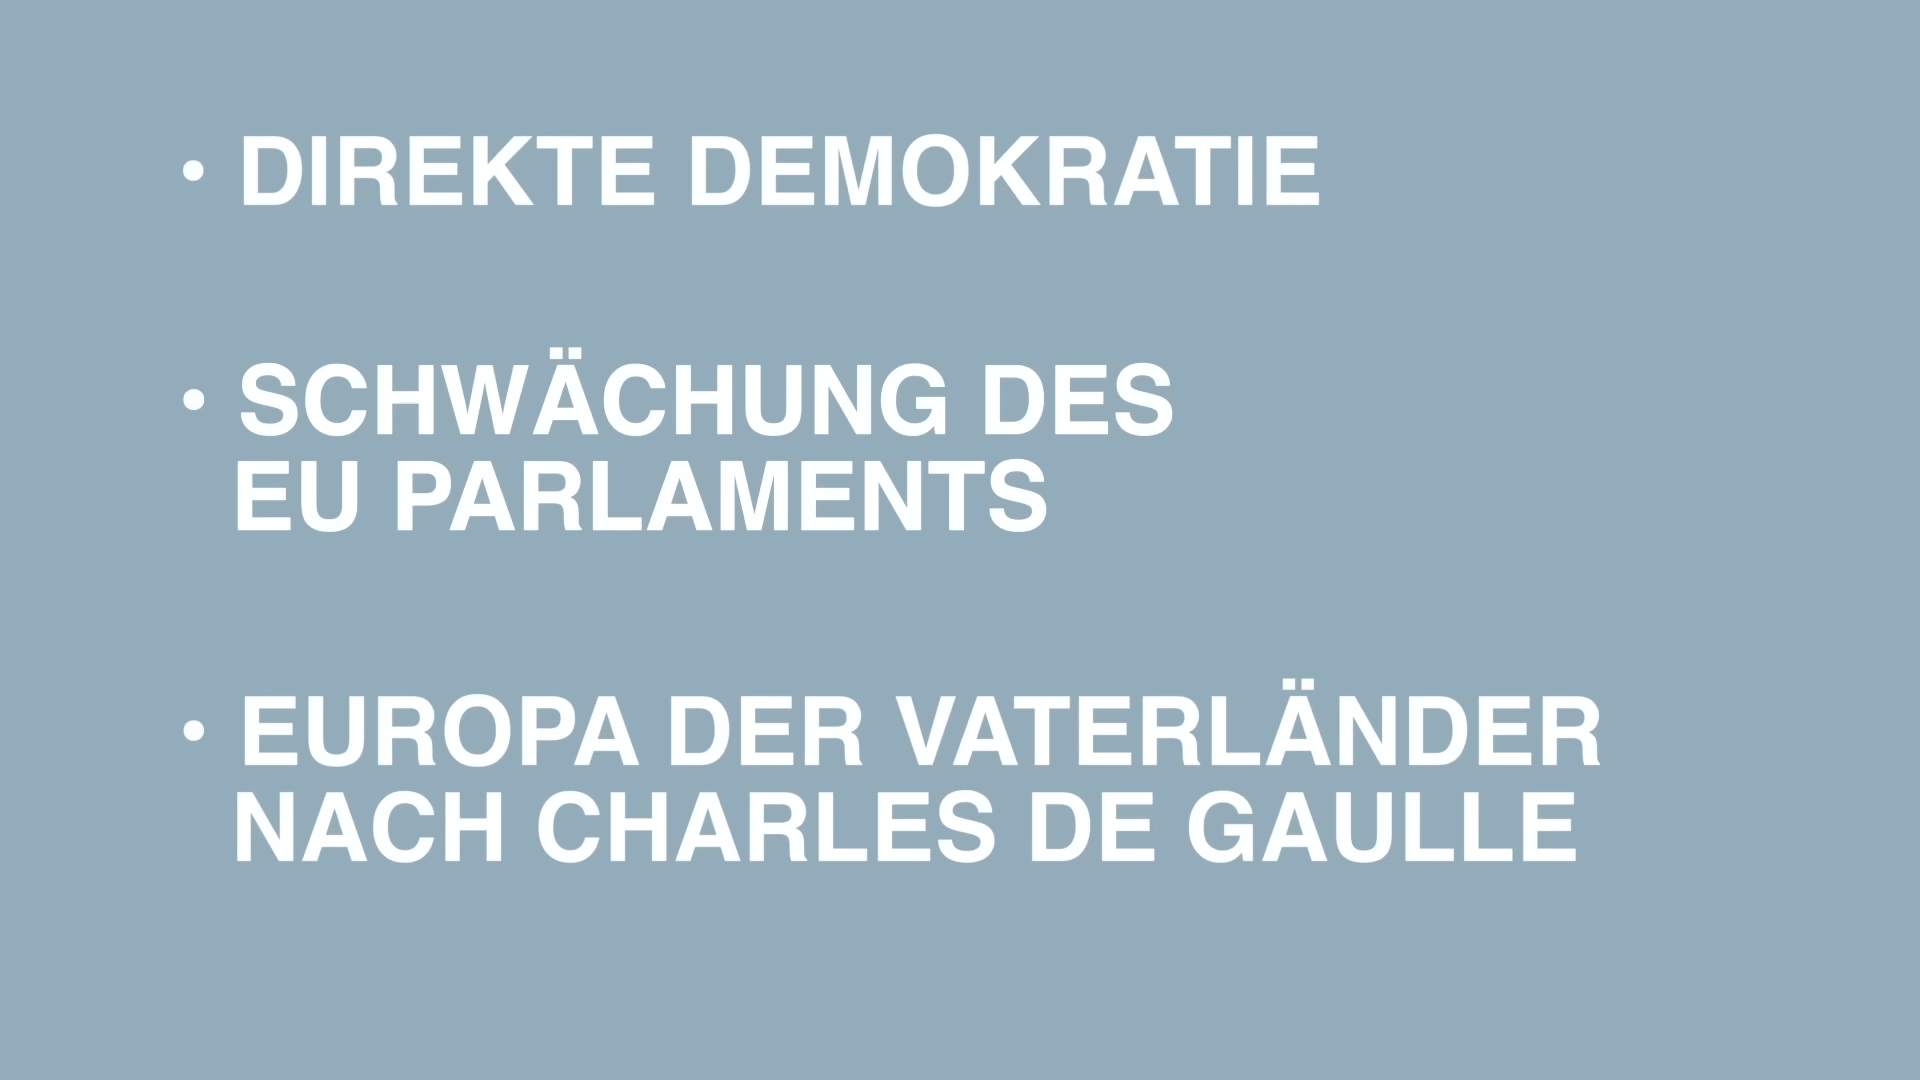 • DIREKTE DEMOKRATIE
• SCHWÄCHUNG DES
EU PARLAMENTS
• EUROPA DER VATERLÄNDER
NACH CHARLES DE GAULLE